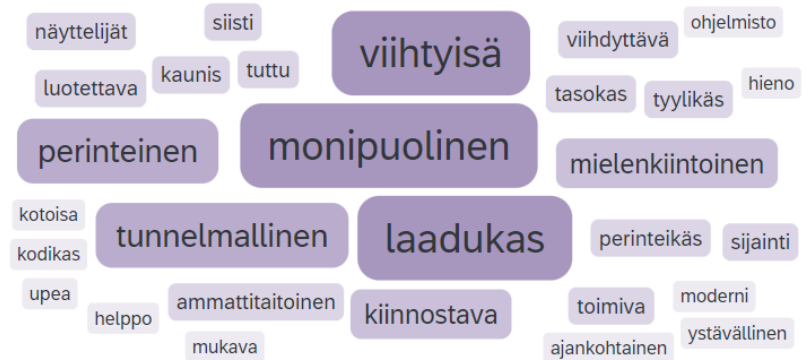 näyttelijät
siisti
viihtyisä
viihdyttävä
ohjelmisto
luotettava
kaunis
tuttu
tasokas
tyylikäs
hieno
perinteinen
monipuolinen
mielenkiintoinen
kotoisa
kodikas
tunnelmallinen
laadukas
perinteikäs
sijainti
upea
helppo
ammattitaitoinen
kiinnostava
toimiva
moderni
mukava
ajankohtainen
ystävällinen